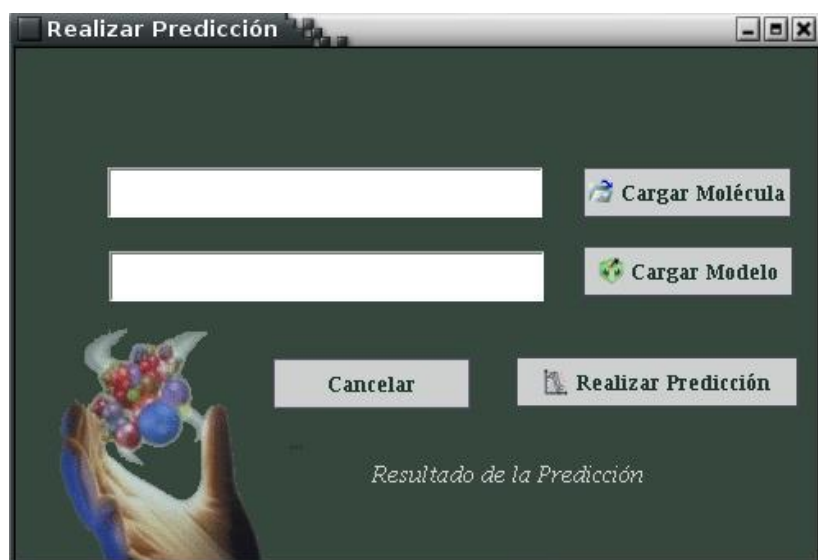 Realizar Predicción
Cargar Molécula
Cargar Modelo
Cancelar
Realizar Predicción
Resultado de la Predicción